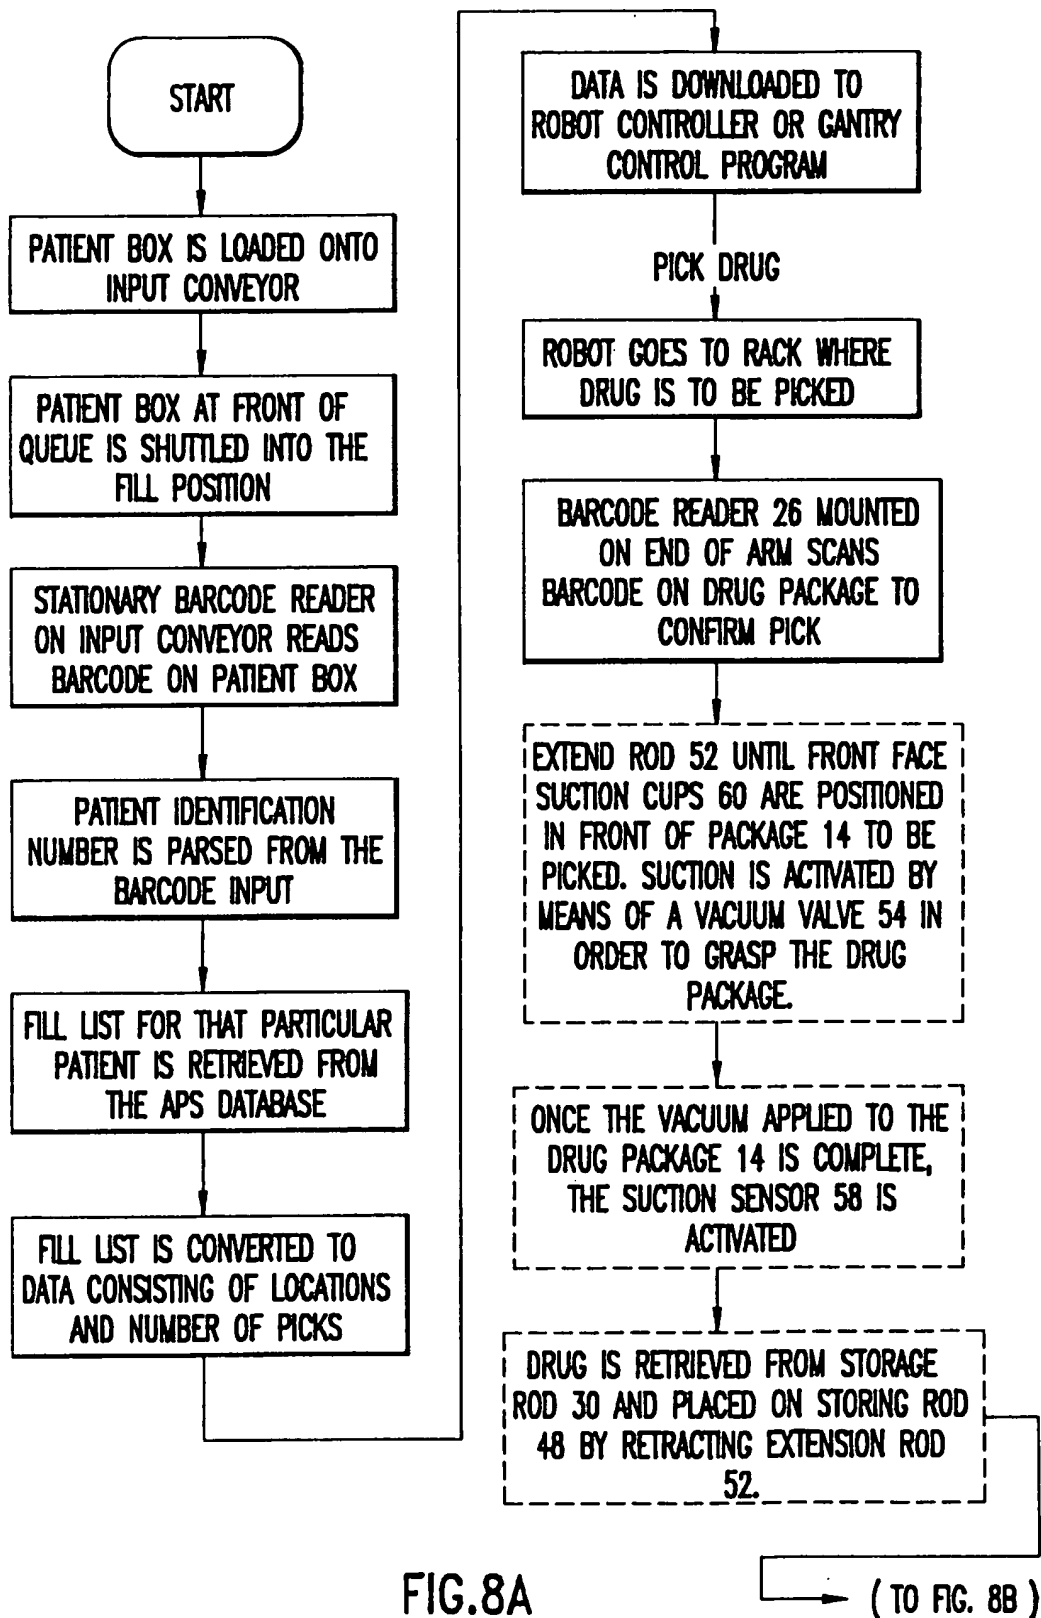 START
PATIENT BOX IS LOADED ONTO
INPUT CONVEYOR
PATIENT BOX AT FRONT OF
QUEUE IS SHUTTLED INTO THE
FILL POSITION
STATIONARY BARCODE READER
ON INPUT CONVEYOR READS
BARCODE ON PATIENT BOX
PATIENT IDENTIFICATION
NUMBER IS PARSED FROM THE
BARCODE INPUT
FILL LIST FOR THAT PARTICULAR
PATIENT IS RETRIEVED FROM
THE APS DATABASE
FILL LIST IS CONVERTED TO
DATA CONSISTING OF LOCATIONS
AND NUMBER OF PICKS
DATA IS DOWNLOADED TO
ROBOT CONTROLLER OR GANTRY
CONTROL PROGRAM
PICK DRUG
ROBOT GOES TO RACK WHERE
DRUG IS TO BE PICKED
BARCODE READER 26 MOUNTED
ON END OF ARM SCANS
BARCODE ON DRUG PACKAGE TO
CONFIRM PICK
EXTEND ROD 52 UNTIL FRONT FACE
SUCTION CUPS 60 ARE POSITIONED
IN FRONT OF PACKAGE 14 TO BE
PICKED. SUCTION IS ACTIVATED BY
MEANS OF A VACUUM VALVE 54 IN
ORDER TO GRASP THE DRUG
PACKAGE.
ONCE THE VACUUM APPLIED TO THE
DRUG PACKAGE 14 IS COMPLETE,
THE SUCTION SENSOR 58 IS
ACTIVATED
DRUG IS RETRIEVED FROM STORAGE
ROD 30 AND PLACED ON STORING ROD
48 BY RETRACTING EXTENSION ROD
52.
(TO FIG. 8B)
FIG.8A